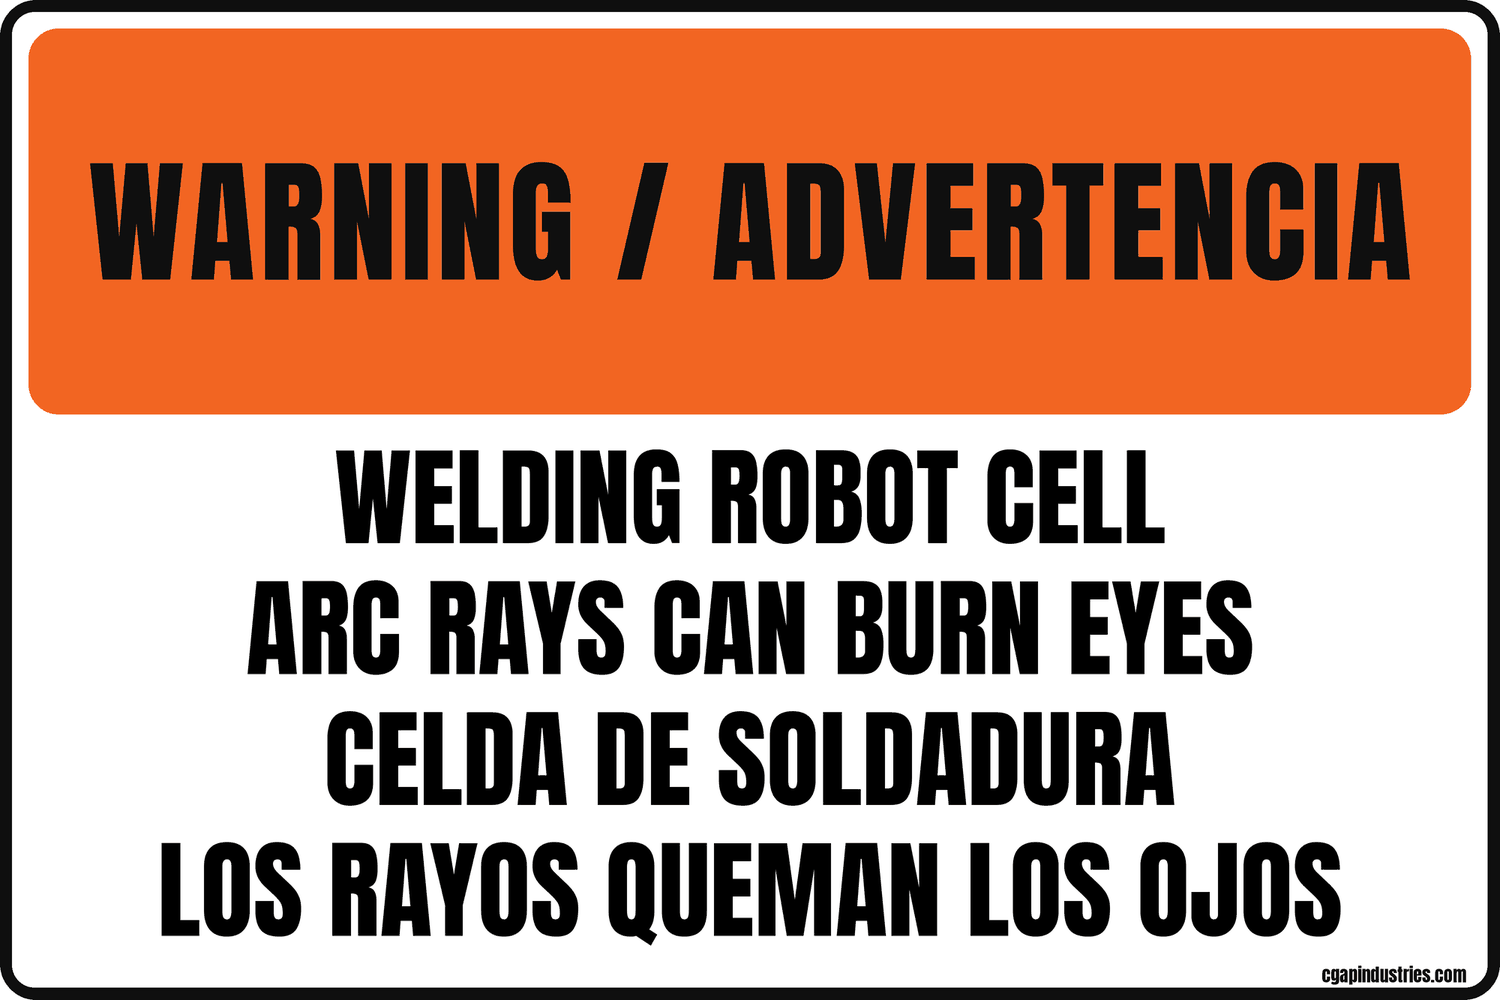 WARNING / ADVERTENCIA
WELDING ROBOT CELL
ARC RAYS CAN BURN EYES
CELDA DE SOLDADURA
LOS RAYOS QUEMAN LOS OJOS
cgapindustries.com